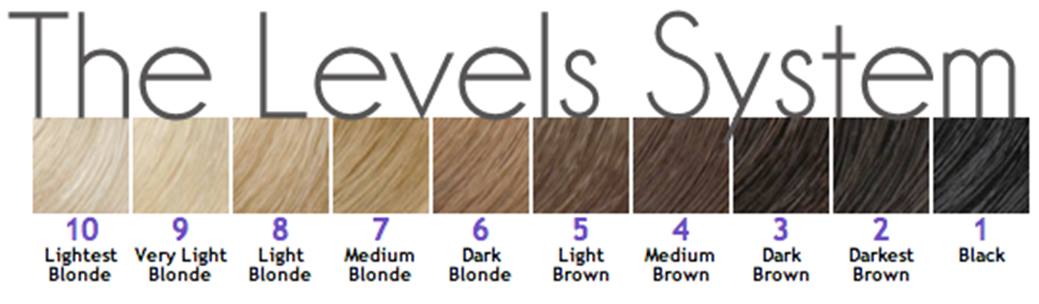 The Levels System
10 9 8 7 6 5 4 3 2 1
Lightest Very Light Light Medium Dark Light Medium Dark Darkest Black
Blonde Blonde Blonde Blonde Blonde Brown Brown Brown Brown